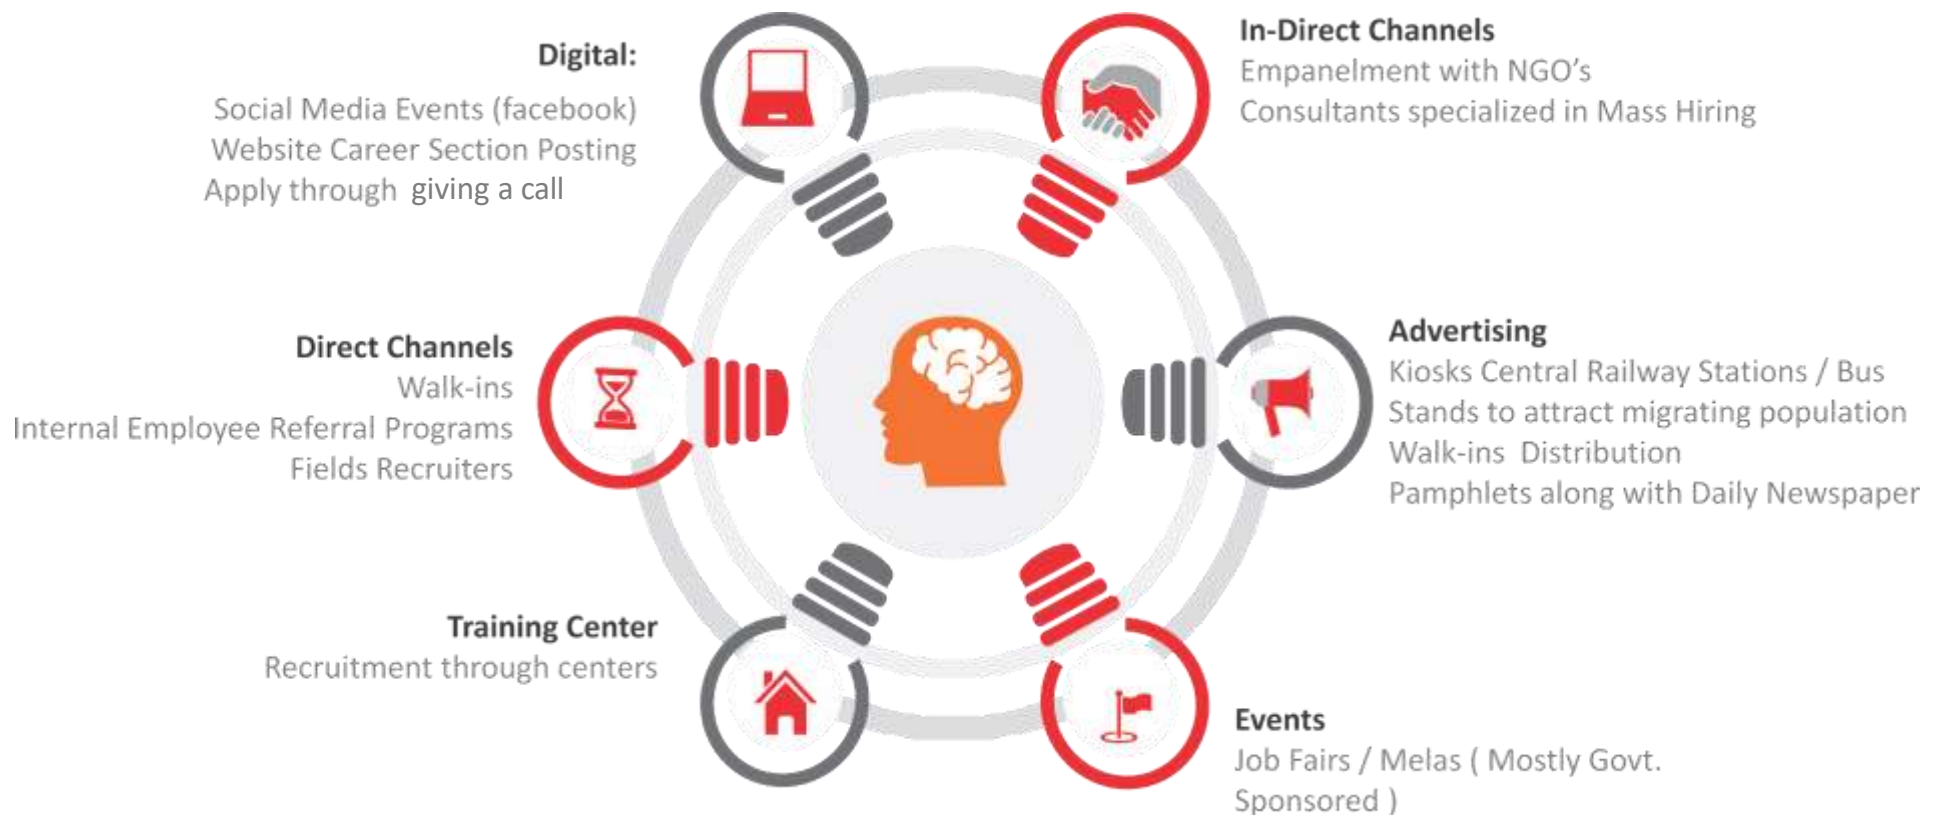 Digital:
Social Media Events (facebook)
Website Career Section Posting
Apply through giving a call
In-Direct Channels
Empanelment with NGO's
Consultants specialized in Mass Hiring
Direct Channels
Walk-ins
Internal Employee Referral Programs
Fields Recruiters
Advertising
Kiosks Central Railway Stations / Bus
Stands to attract migrating population
Walk-ins  Distribution
Pamphlets along with Daily Newspaper
Training Center
Recruitment through centers
Events
Job Fairs / Melas ( Mostly Govt.
Sponsored )